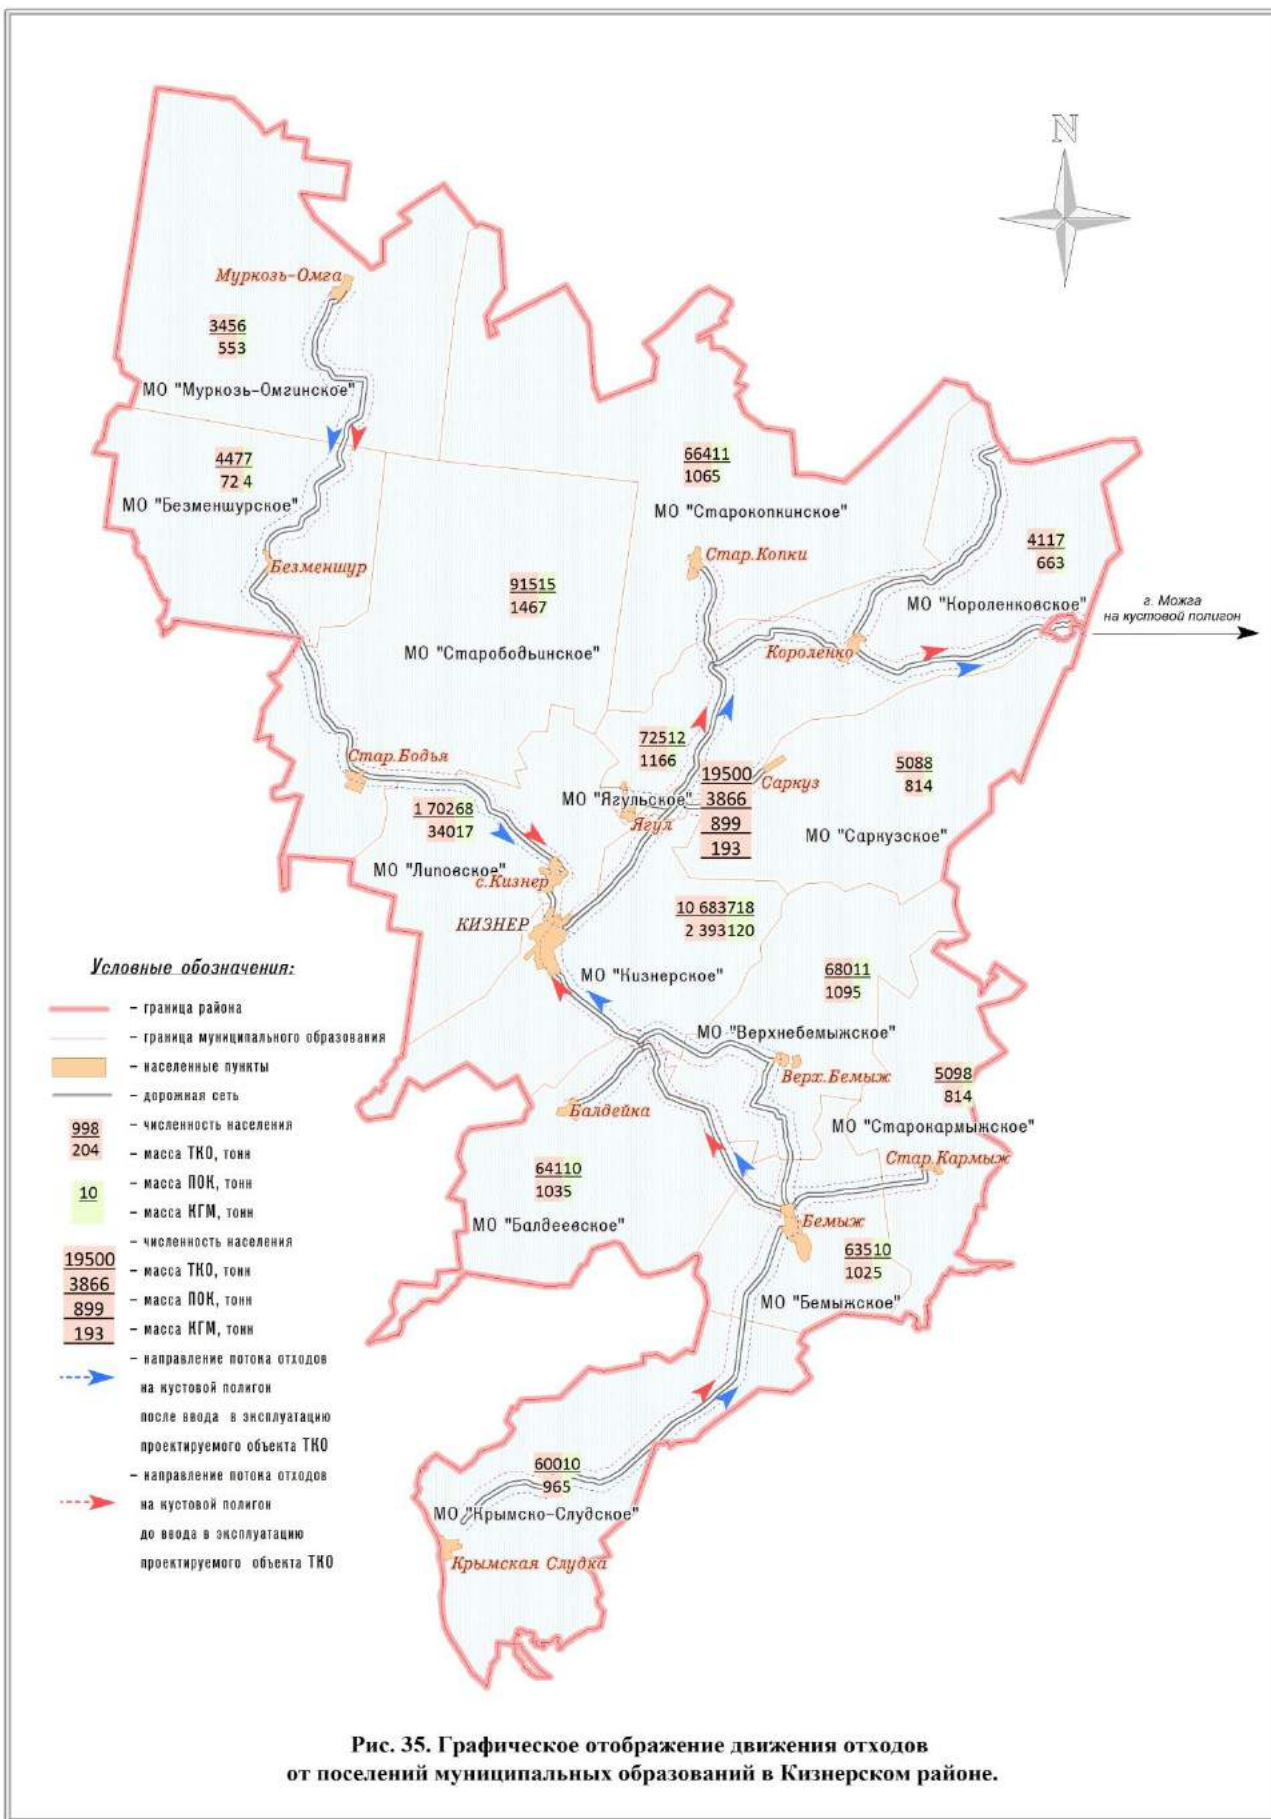 N
Муркозь-Омга
3456
553
МО "Муркозь-Омгинское"
4477
72 4
МО "Безменшурское"
Безменшур
66411
1065
МО "Старокопкинское"
Стар.Копки
4117
663
МО "Короленковское"
г. Можга
на кустовой полигон
91515
1467
МО "Старободьинское"
Короленко
72512
1166
Стар.Бодья
19500
3866
899
193
Саркуз
5088
814
МО "Ягульское"
Ягул
МО "Саркузское"
1 70268
34017
МО "Липовское"
с.Кизнер
КИЗНЕР
10 683718
2 393120
МО "Кизнерское"
68011
1095
МО "Верхнебемыжское"
Верх.Бемыж
5098
814
МО "Старокармыжское"
Стар.Кармыж
Балдейка
64110
1035
МО "Балдеевское"
Бемыж
63510
1025
МО "Бемыжское"
60010
965
МО "Крымско-Слудское"
Крымская Слудка
Условные обозначения:
– граница района
– граница муниципального образования
– населенные пункты
– дорожная сеть
998
204
– численность населения
– масса ТКО, тонн
10
– масса ПОК, тонн
– масса КГМ, тонн
– численность населения
19500
– масса ТКО, тонн
3866
– масса ПОК, тонн
899
– масса КГМ, тонн
193
– направление потока отходов
на кустовой полигон
после ввода в эксплуатацию
проектируемого объекта ТКО
– направление потока отходов
на кустовой полигон
до ввода в эксплуатацию
проектируемого объекта ТКО
Рис. 35. Графическое отображение движения отходов
от поселений муниципальных образований в Кизнерском районе.